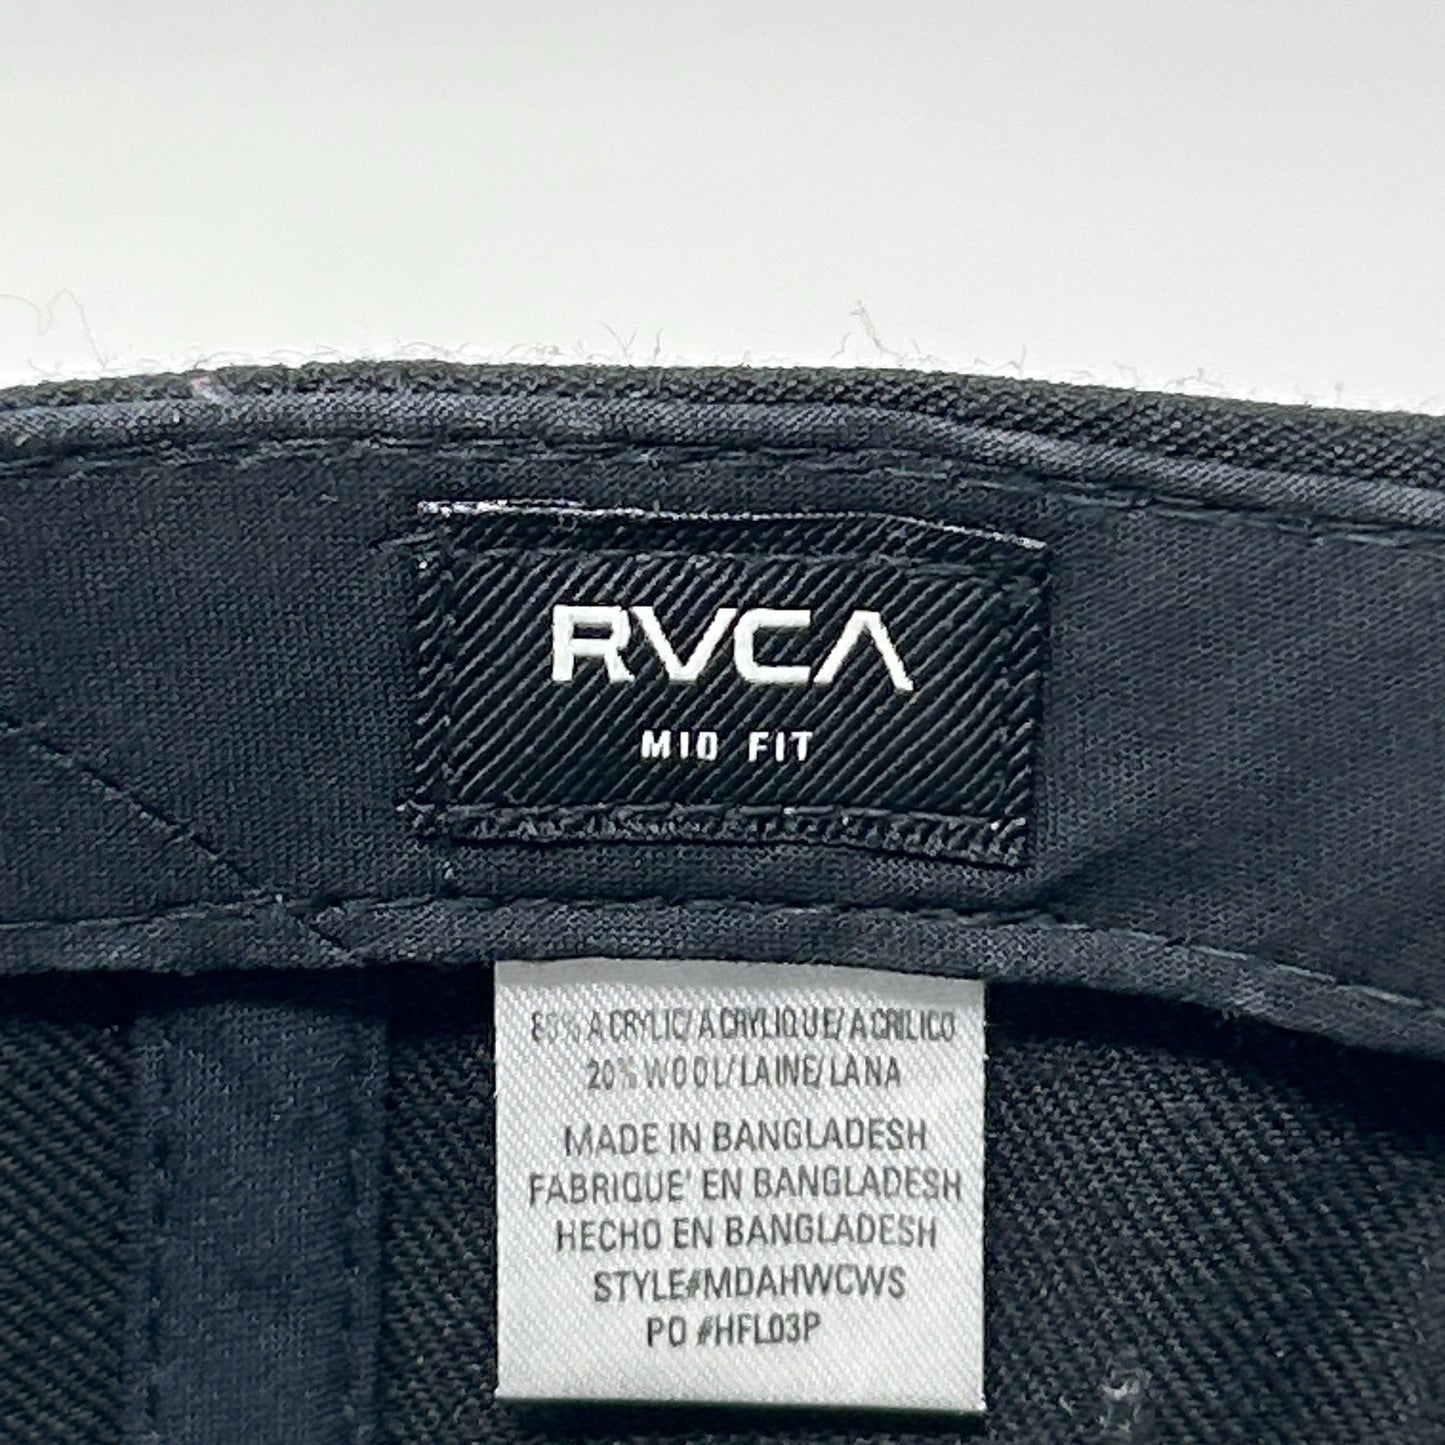 RVCA
MID FIT
80% ACRYLIC/ACRYLIQUE/ACRILICO
20% WOOL/LAINE/LANA
MADE IN BANGLADESH
FABRIQUE' EN BANGLADESH
HECHO EN BANGLADESH
STYLE#MDAHWCWS
PO #HFL03P